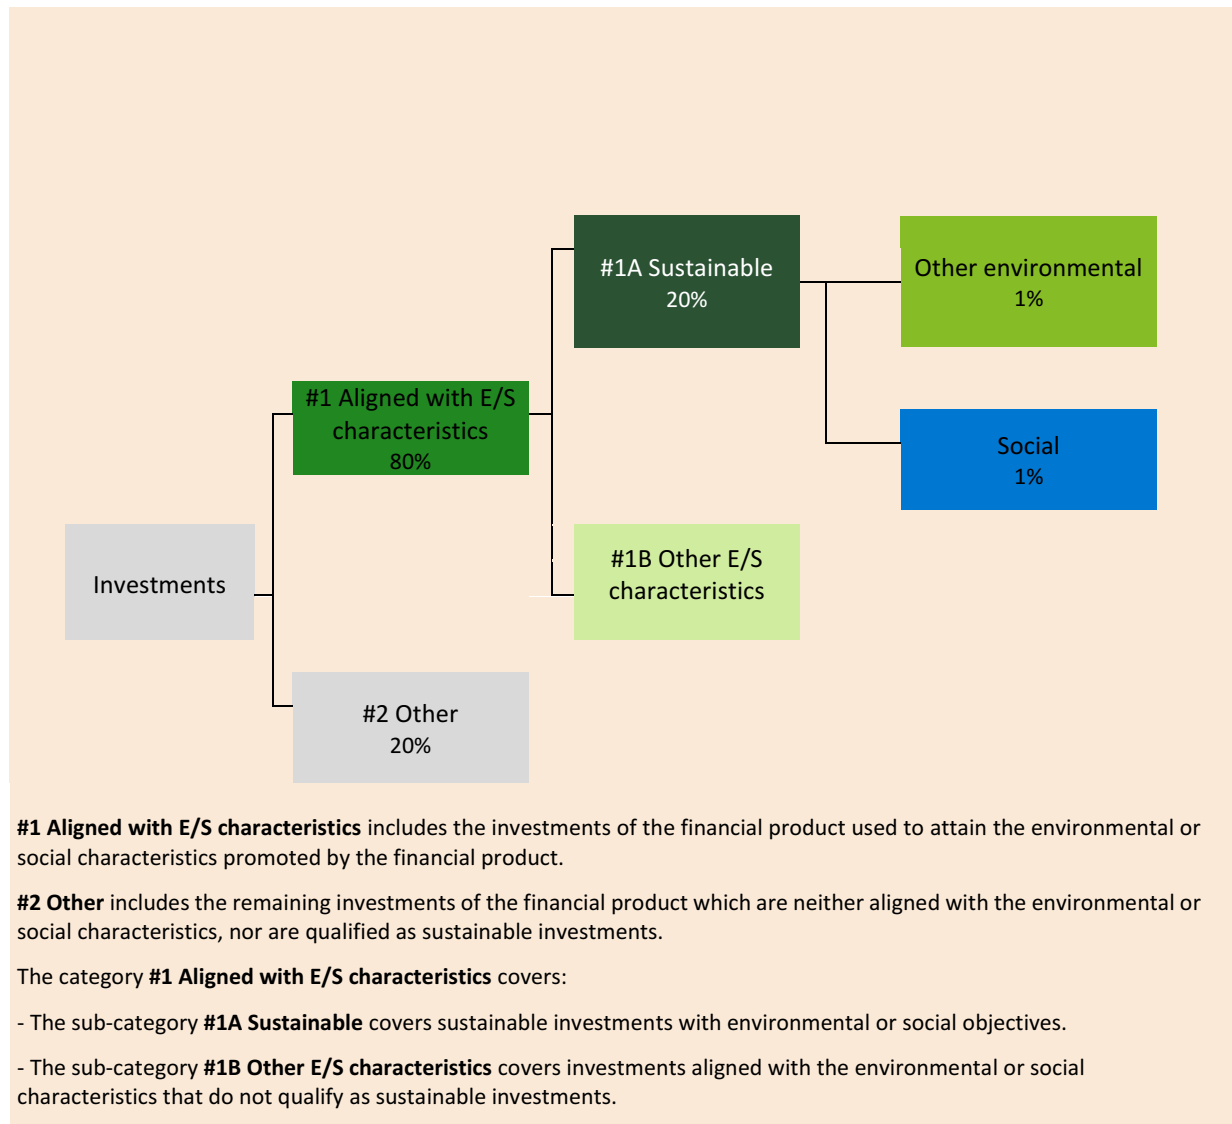 #1A Sustainable
20%
Other environmental
1%
#1 Aligned with E/S
characteristics
80%
Social
1%
Investments
#1B Other E/S
characteristics
#2 Other
20%
#1 Aligned with E/S characteristics includes the investments of the financial product used to attain the environmental or
social characteristics promoted by the financial product.
#2 Other includes the remaining investments of the financial product which are neither aligned with the environmental or
social characteristics, nor are qualified as sustainable investments.
The category #1 Aligned with E/S characteristics covers:
- The sub-category #1A Sustainable covers sustainable investments with environmental or social objectives.
- The sub-category #1B Other E/S characteristics covers investments aligned with the environmental or social
characteristics that do not qualify as sustainable investments.